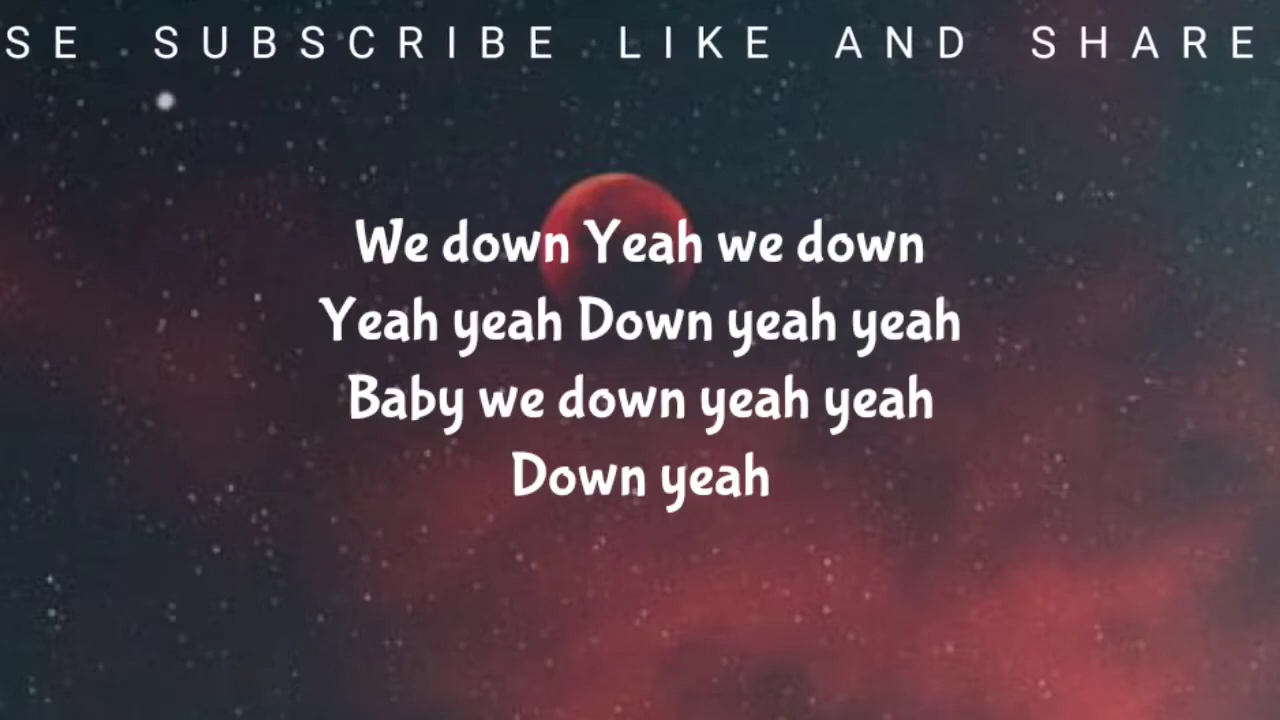 SE SUBSCRIBE LIKE AND SHARE
We down Yeah we down
Yeah yeah Down yeah yeah
Baby we down yeah yeah
Down yeah